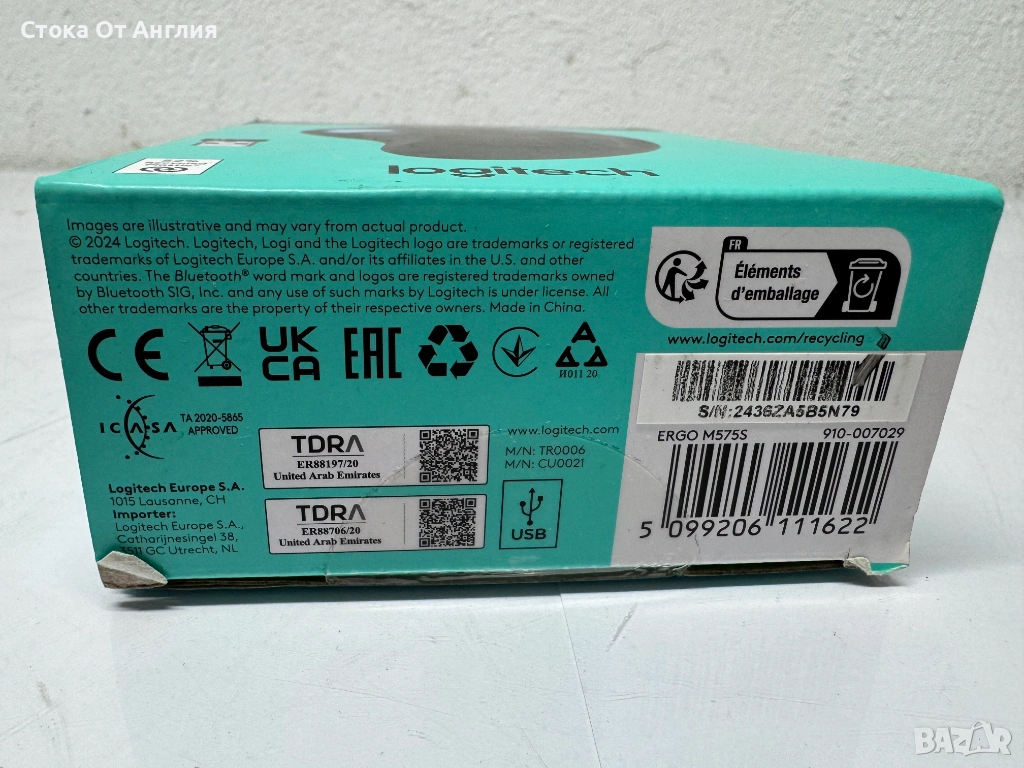 Стока От Англия
logitech
Images are illustrative and may vary from actual product.
© 2024 Logitech. Logitech, Logi and the Logitech logo are trademarks or registered
trademarks of Logitech Europe S.A. and/or its affiliates in the U.S. and other
countries. The Bluetooth® word mark and logos are registered trademarks owned
by Bluetooth SIG, Inc. and any use of such marks by Logitech is under license. All
other trademarks are the property of their respective owners. Made in China.
CE
UK
CA
EAC
A
И011 20
ICASA
TA 2020-5865
APPROVED
TDRA
ER88197/20
United Arab Emirates
TDRA
ER88706/20
United Arab Emirates
www.logitech.com
M/N: TR0006
M/N: CU0021
USB
Logitech Europe S.A.
1015 Lausanne, CH
Importer:
Logitech Europe S.A.,
Catharijnesingel 38,
3511 GC Utrecht, NL
FR
Éléments
d'emballage
www.logitech.com/recycling
S/N:2436ZA5B5N79
ERGO M575S 910-007029
5 099206 111622
BAZAR